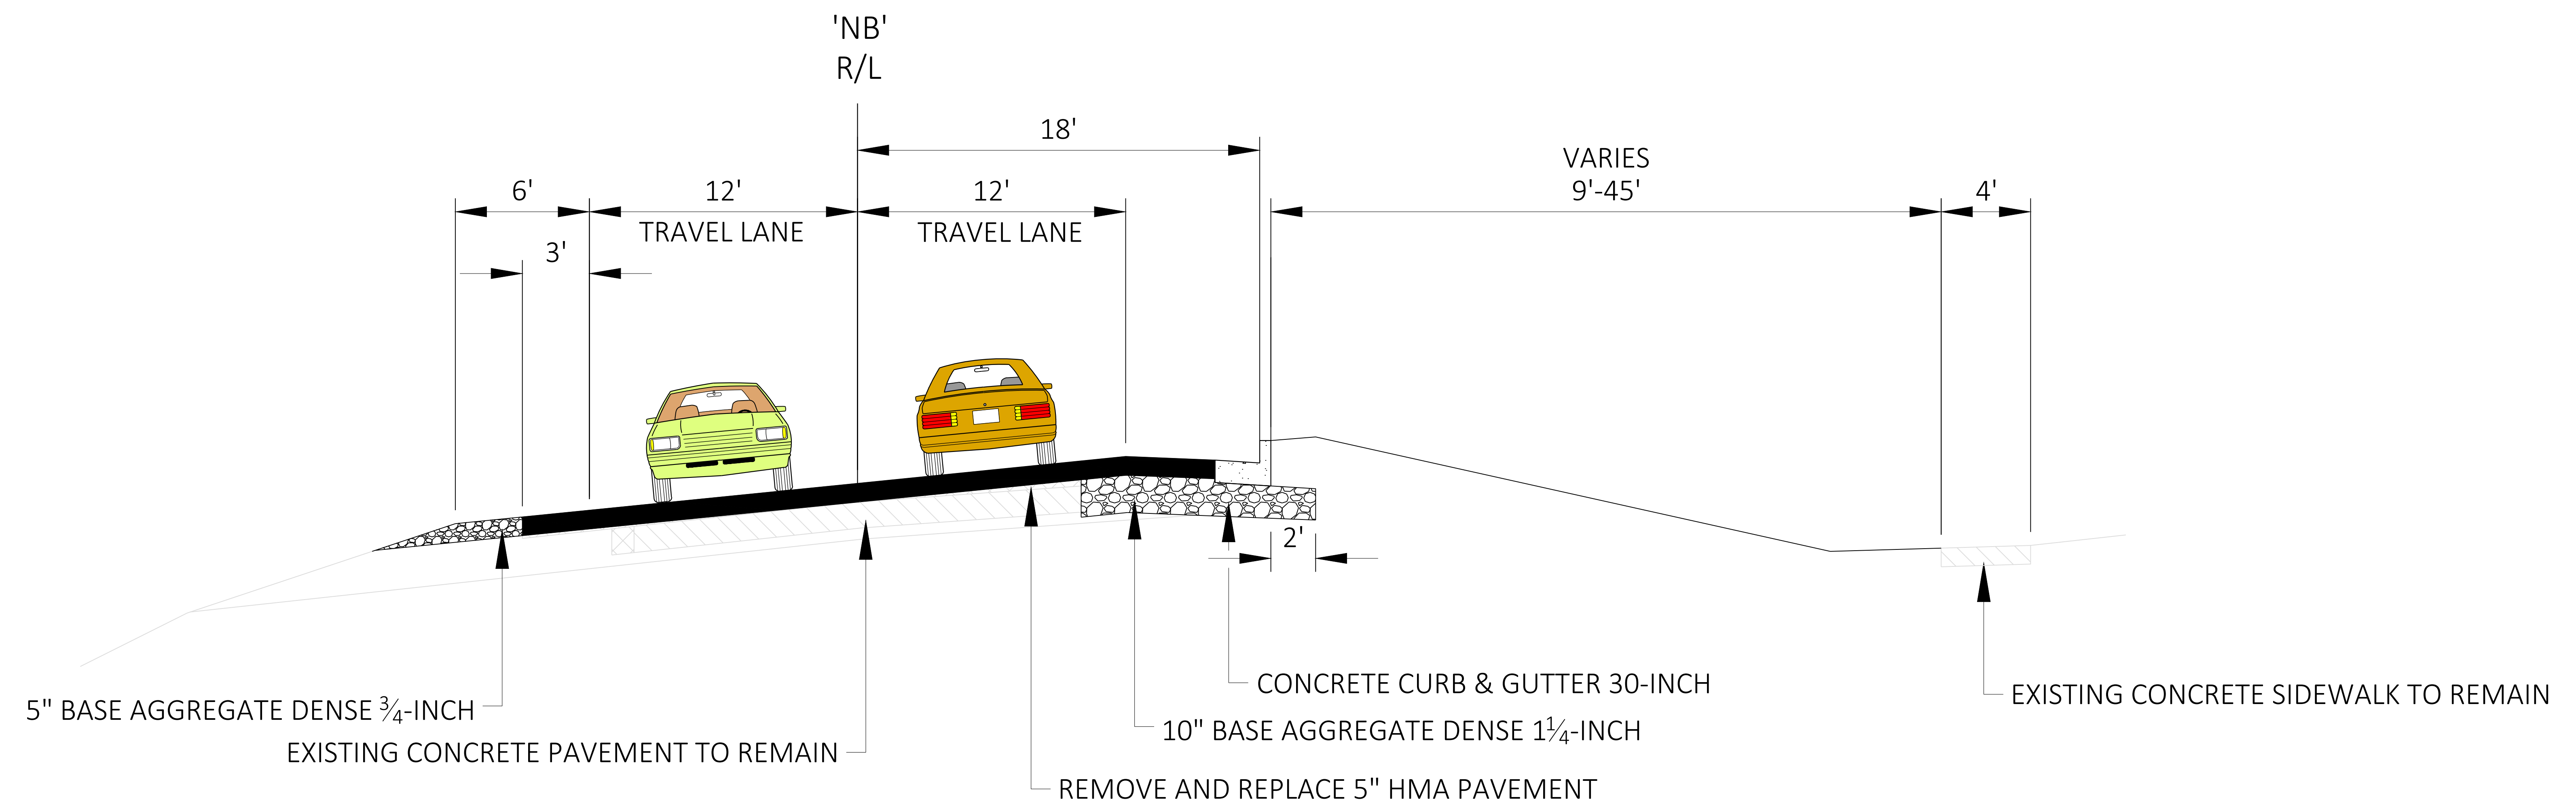 'NB'
R/L
18'
VARIES
6'
12'
12'
9'-45'
4'
TRAVEL LANE
TRAVEL LANE
3'
2'
CONCRETE CURB & GUTTER 30-INCH
EXISTING CONCRETE SIDEWALK TO REMAIN
5" BASE AGGREGATE DENSE ¾-INCH
10" BASE AGGREGATE DENSE 1¼-INCH
EXISTING CONCRETE PAVEMENT TO REMAIN
REMOVE AND REPLACE 5" HMA PAVEMENT